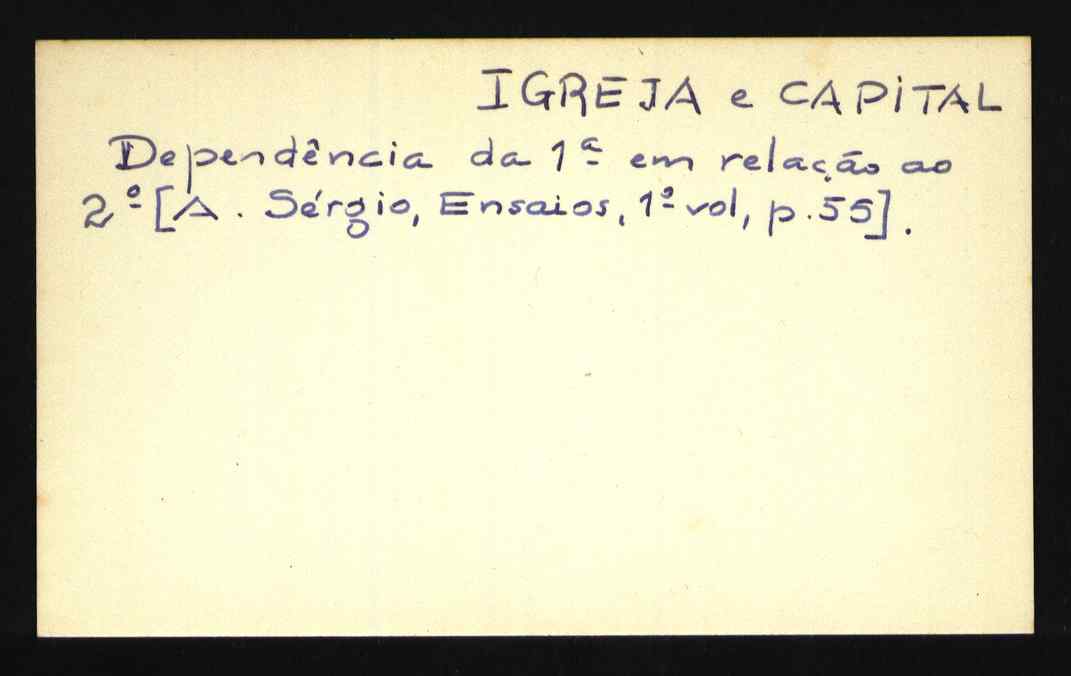 IGREJA e CAPITAL
Dependência da 1ª em relação ao
2º [A. Sérgio, Ensaios, 1º vol, p. 55].